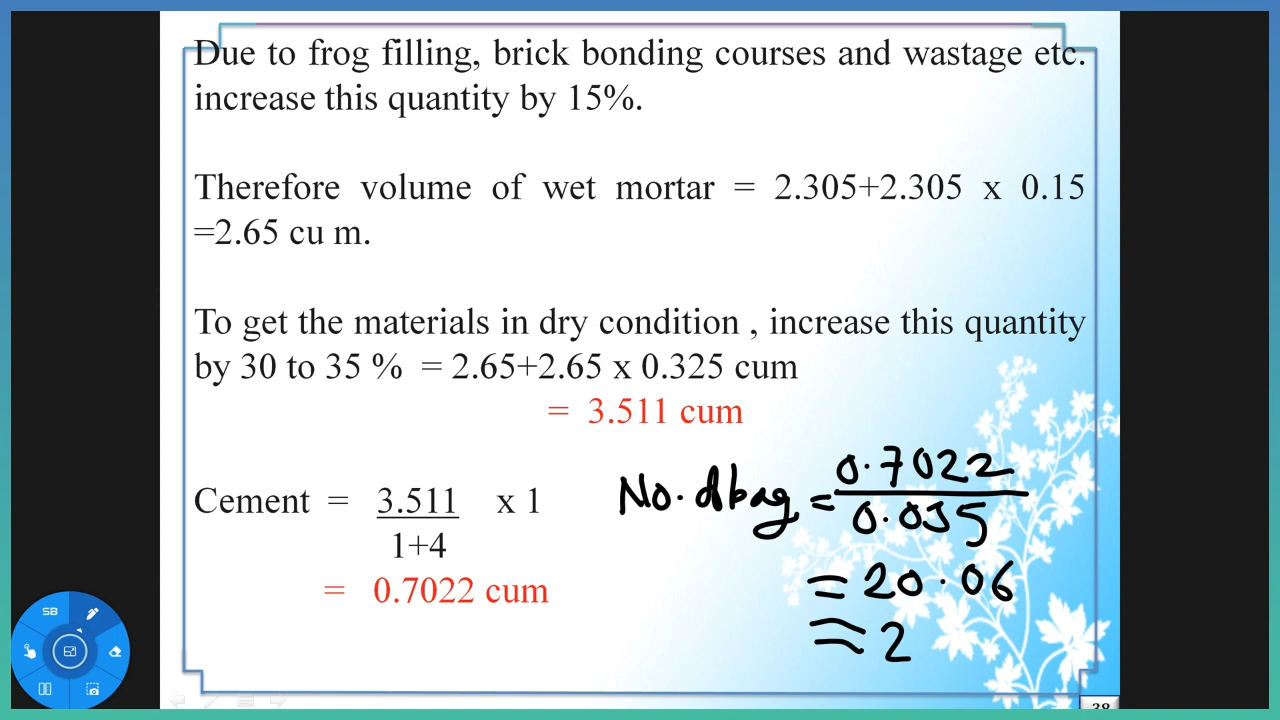 Due to frog filling, brick bonding courses and wastage etc.
increase this quantity by 15%.
Therefore volume of wet mortar = 2.305+2.305 x 0.15
=2.65 cu m.
To get the materials in dry condition , increase this quantity
by 30 to 35 % = 2.65+2.65 x 0.325 cum
= 3.511 cum
Cement = 3.511 x 1
1+4
= 0.7022 cum
No. of bag = 0.7022
0.035
= 20.06
≈ 2
SB